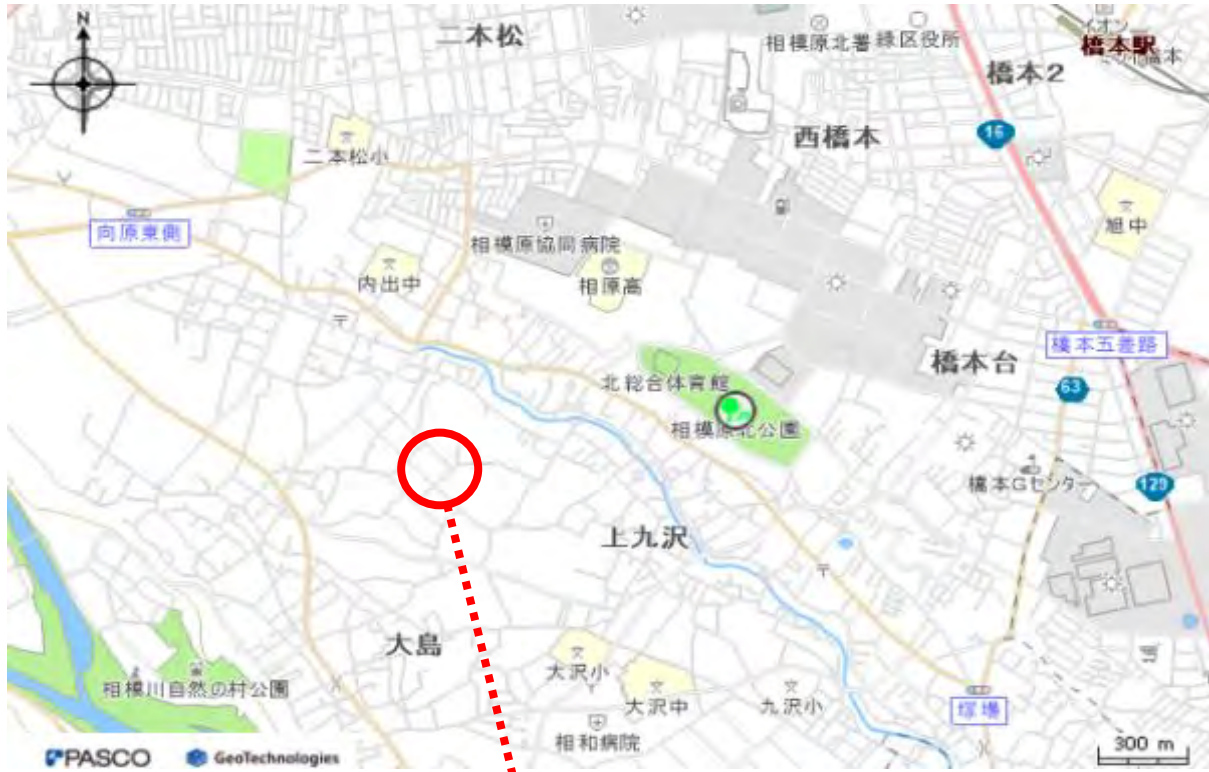 N
二本松
相模原北署
緑区役所
イオン
橋本駅
橋本2
西橋本
16
二本松小
向原東側
相模原協同病院
旭中
内出中
相原高
橋本五差路
橋本台
北総合体育館
63
相模原北公園
橋本Gセンター
129
上九沢
大島
大沢小
相模川自然の村公園
大沢中
九沢小
塚場
相和病院
300 m
PASCO
GeoTechnologies